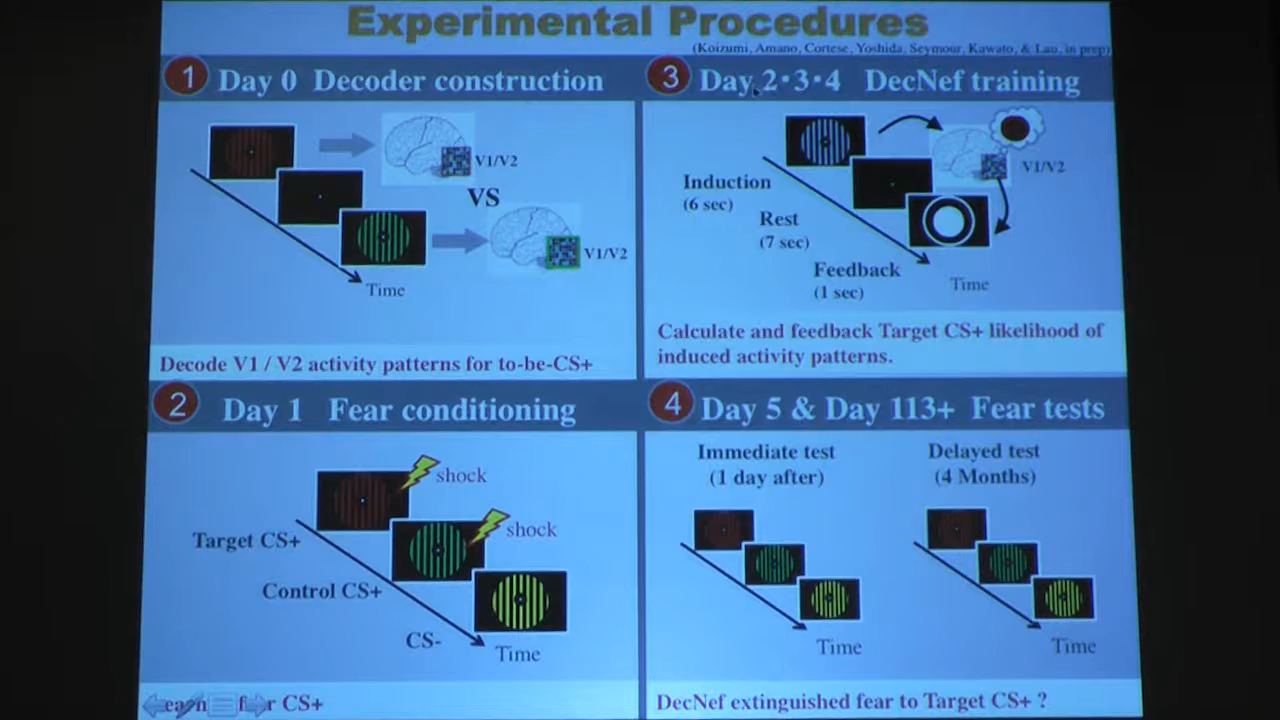 Experimental Procedures
(Koizumi, Amano, Cortese, Yoshida, Seymour, Kawato, & Lau, in prep)
1 Day 0 Decoder construction
V1/V2
VS
V1/V2
Time
Decode V1 / V2 activity patterns for to-be-CS+
2 Day 1 Fear conditioning
shock
shock
Target CS+
Control CS+
CS-
Time
CS+
3 Day 2·3·4 DecNef training
V1/V2
Induction
(6 sec)
Rest
(7 sec)
Feedback
(1 sec)
Time
Calculate and feedback Target CS+ likelihood of
induced activity patterns.
4 Day 5 & Day 113+ Fear tests
Immediate test
(1 day after)
Delayed test
(4 Months)
Time
Time
DecNef extinguished fear to Target CS+ ?